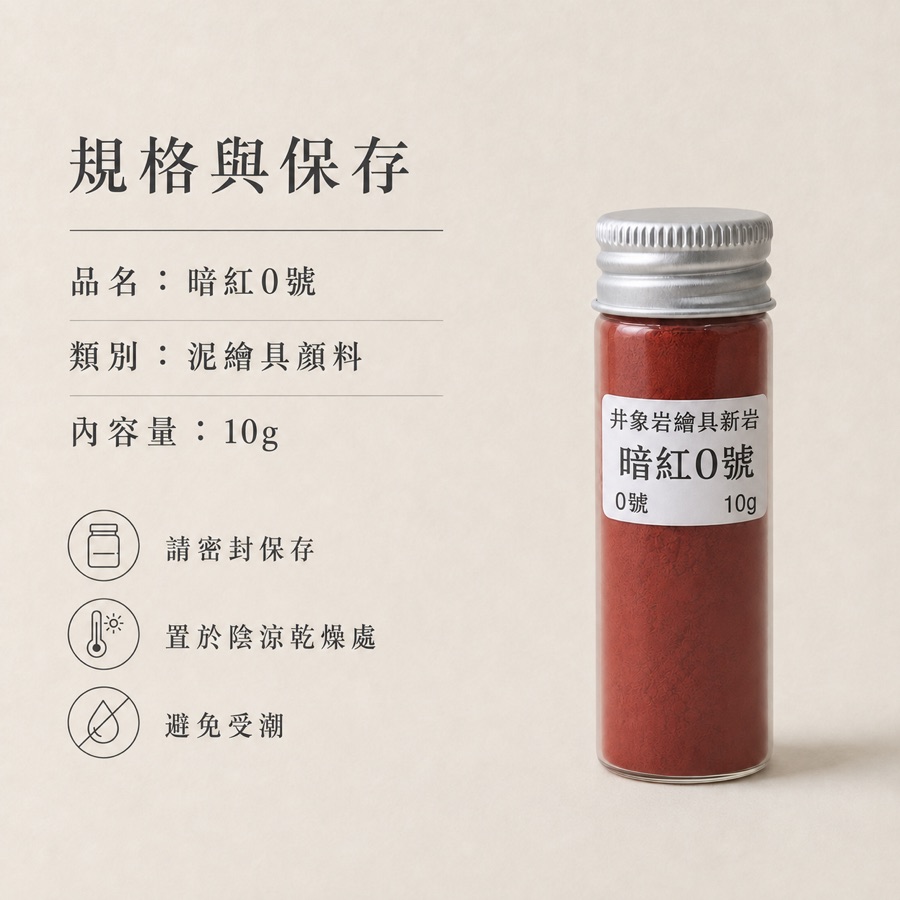 規格與保存
品名：暗紅0號
類別：泥繪具顏料
內容量：10g
請密封保存
置於陰涼乾燥處
避免受潮
井象岩繪具新岩
暗紅0號
0號 10g